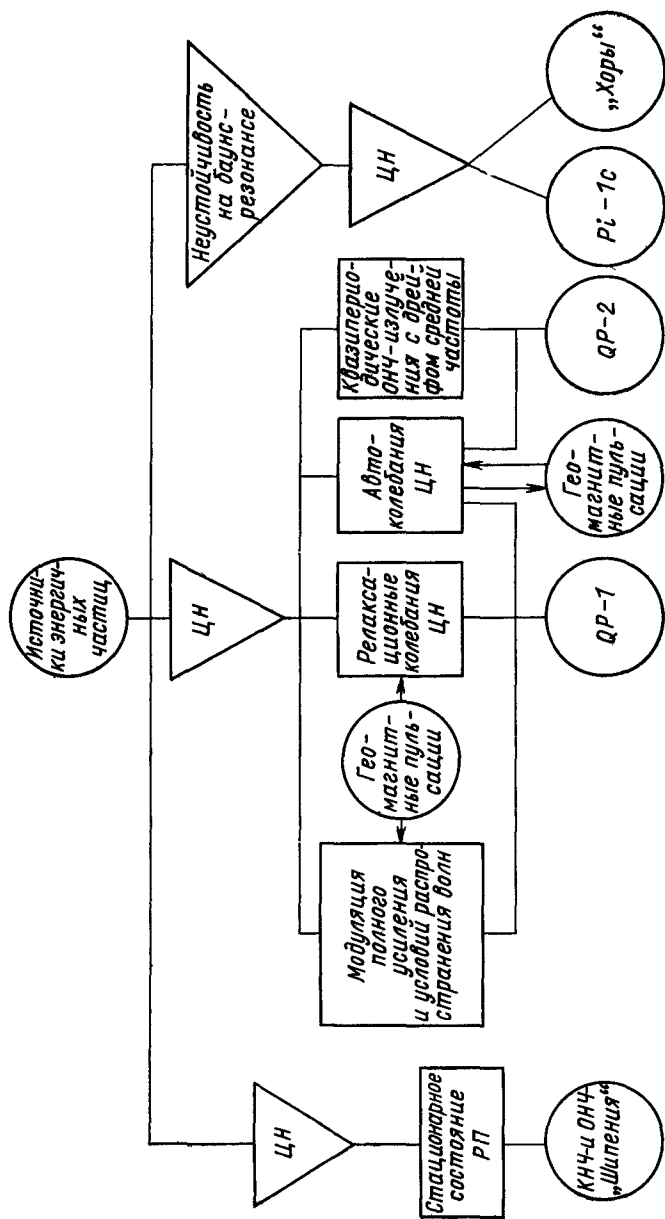 Источни-
ки энергич-
ных
частиц
ЦН
Стационарное
состояние
РП
КНЧ-и ОНЧ-
„Шипения“
ЦН
Модуляция
полного
усиления
и условий распро-
странения волн
Гео-
магнит-
ные пуль-
сации
Релакса-
ционные
колебания
ЦН
QP-1
Авто-
колебания
ЦН
Гео-
магнит-
ные пуль-
сации
Квазиперио-
дические
ОНЧ-излуче-
ния с дрей-
фом средней
частоты
QP-2
Неустойчивость
на баунс-
резонансе
ЦН
Pi-1c
„Хоры“